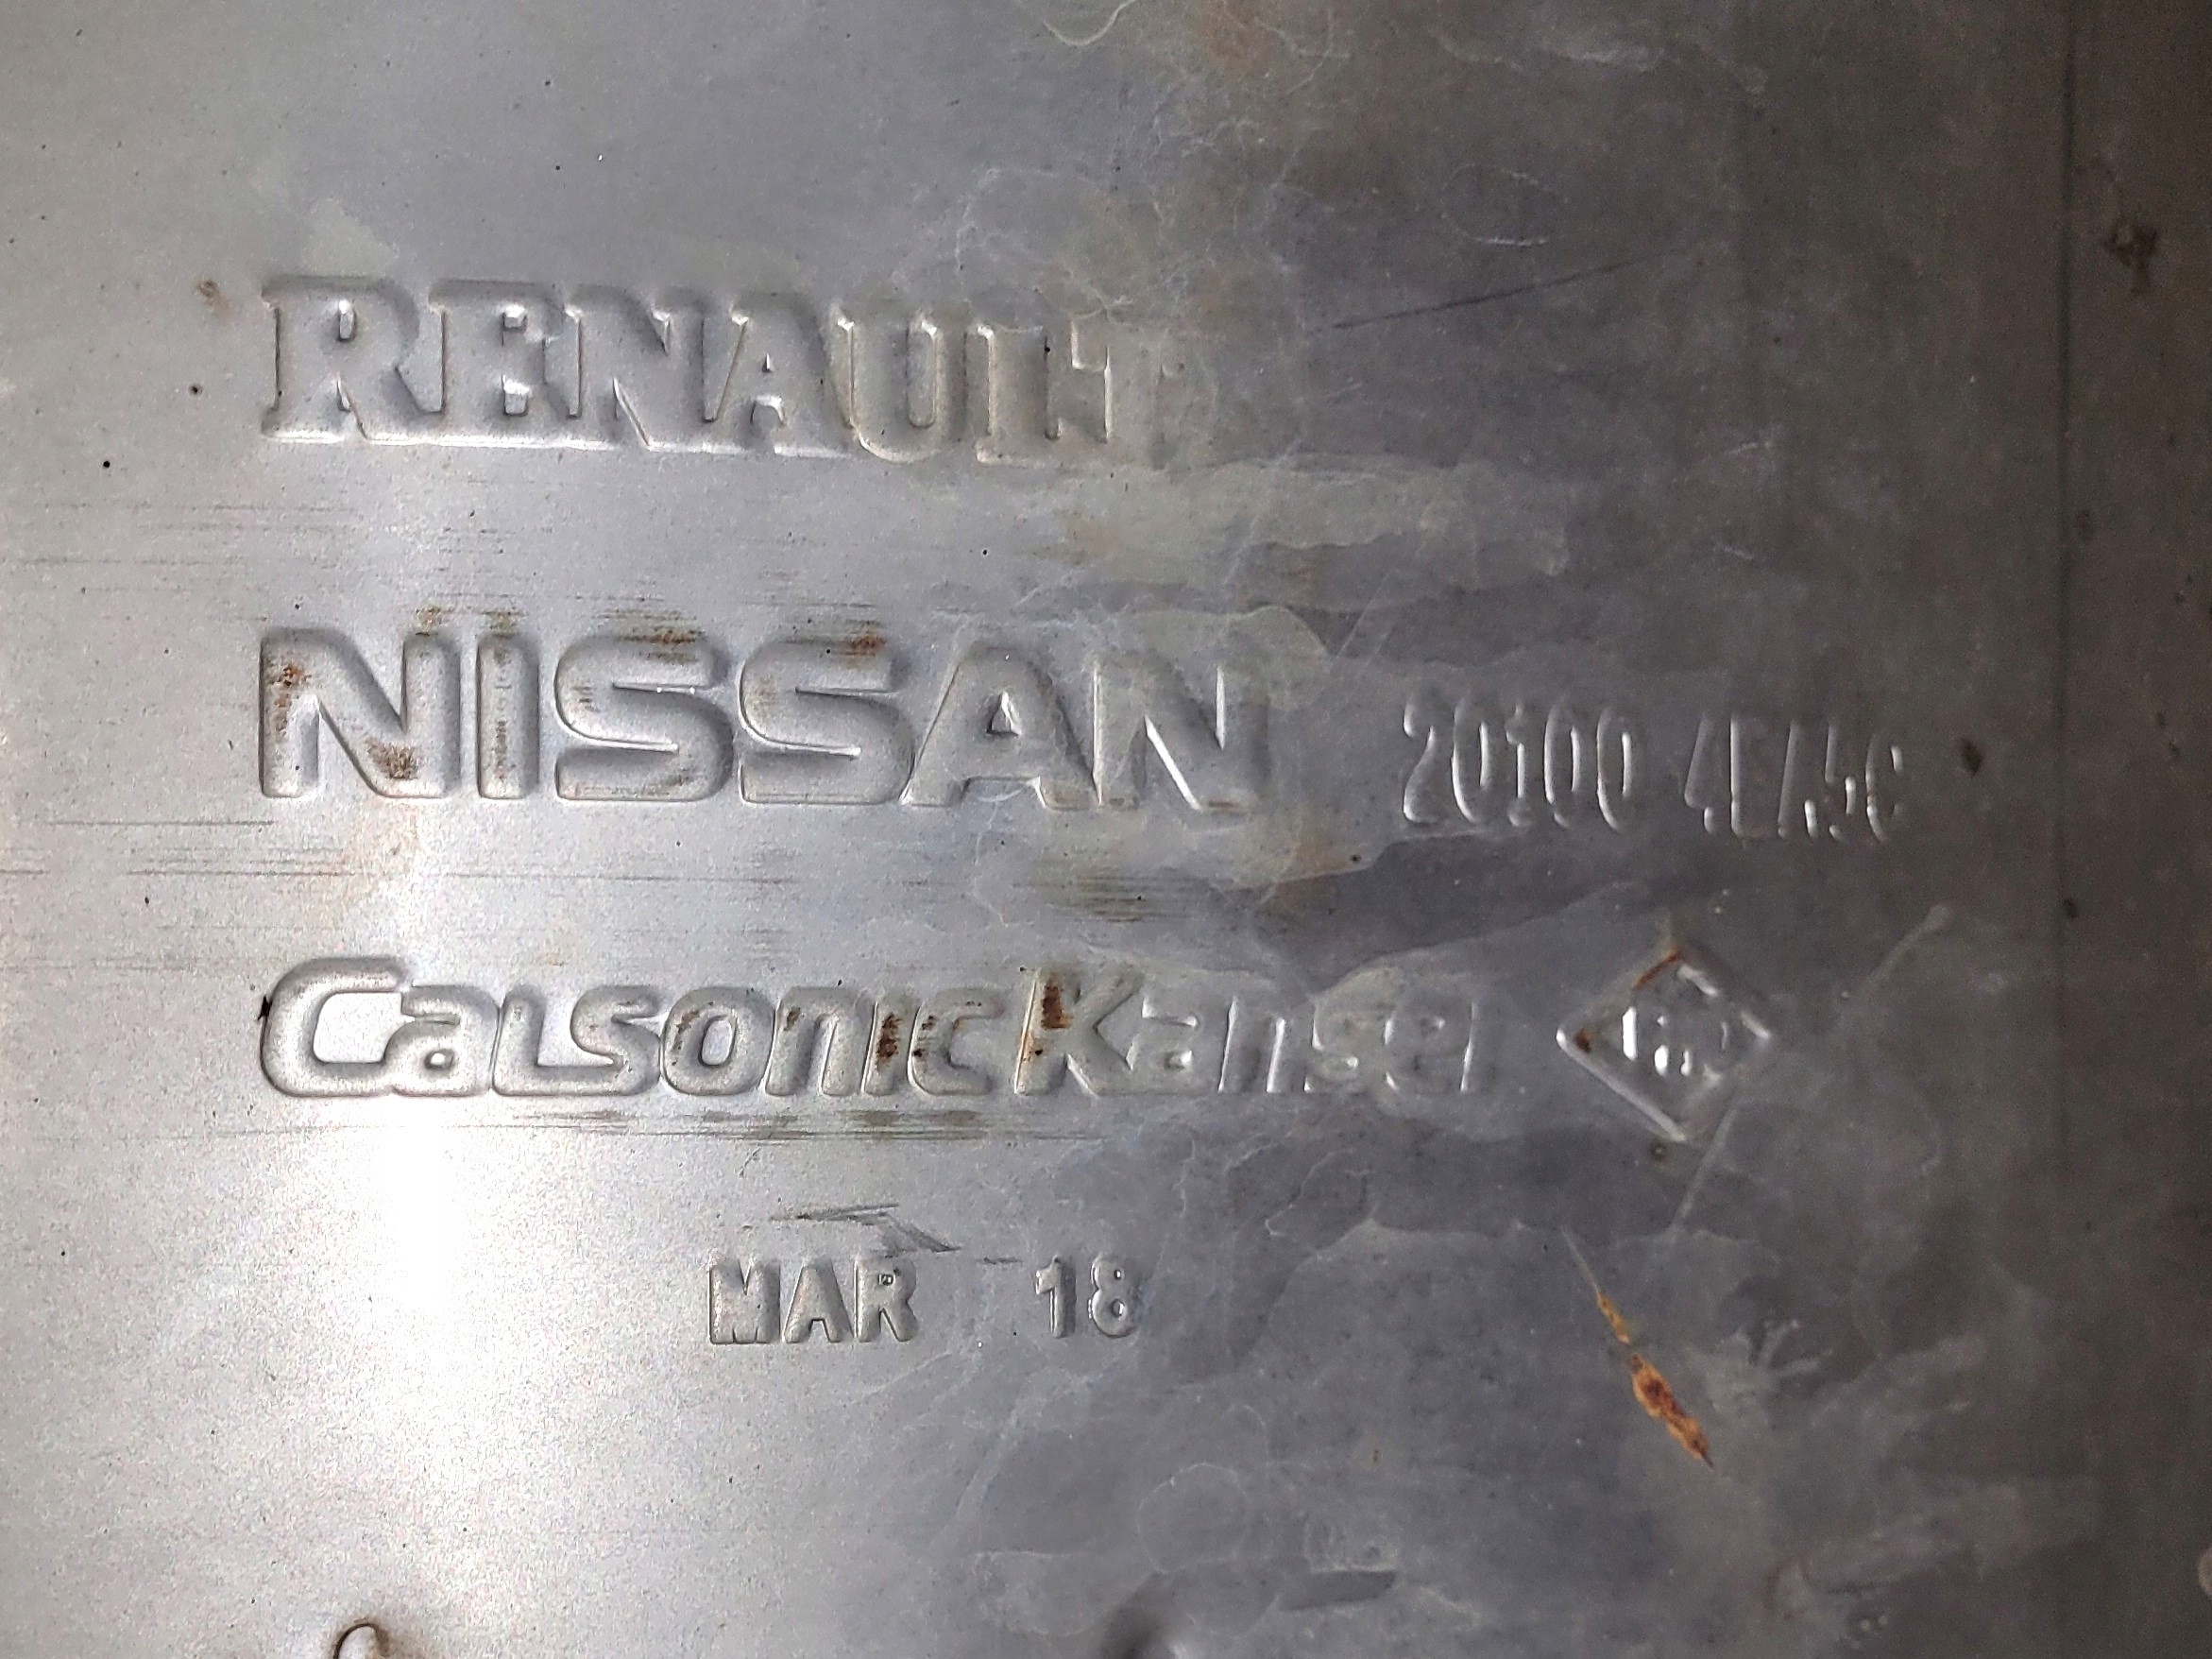 RENAULT
NISSAN 20100 4EA5C
CalsonicKansei
MAR 18